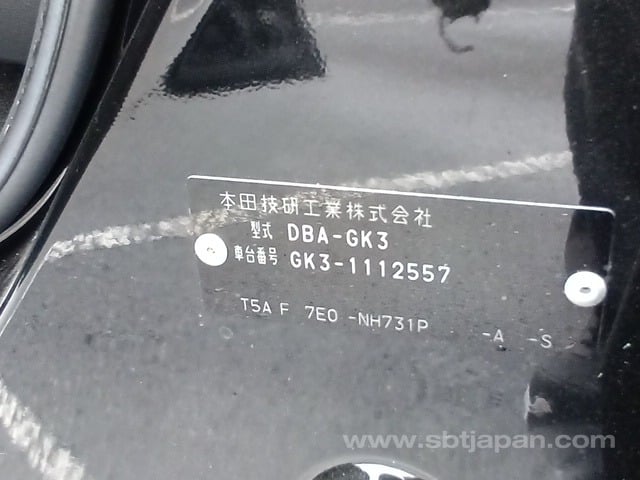 本田技研工業株式会社
型式 DBA-GK3
車台番号 GK3-1112557
T5A F 7E0 -NH731P -A -S
www.sbtjapan.com